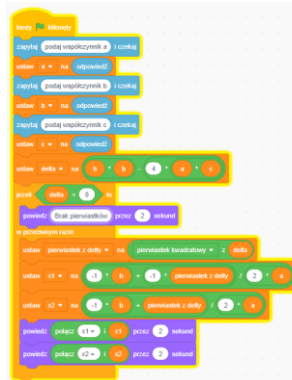 kiedy kliknięty
zapytaj podaj współczynnik a i czekaj
ustaw a na odpowiedź
zapytaj podaj współczynnik b i czekaj
ustaw b na odpowiedź
zapytaj podaj współczynnik c i czekaj
ustaw c na odpowiedź
ustaw delta na b * b - 4 * a * c
jeżeli delta < 0 to
powiedz Brak pierwiastków przez 2 sekund
w przeciwnym razie
ustaw pierwiastek z delty na pierwiastek kwadratowy z delta
ustaw x1 na -1 * b + -1 * pierwiastek z delty / 2 * a
ustaw x2 na -1 * b + pierwiastek z delty / 2 * a
powiedz połącz x1 i x1 przez 2 sekund
powiedz połącz x2 i x2 przez 2 sekund